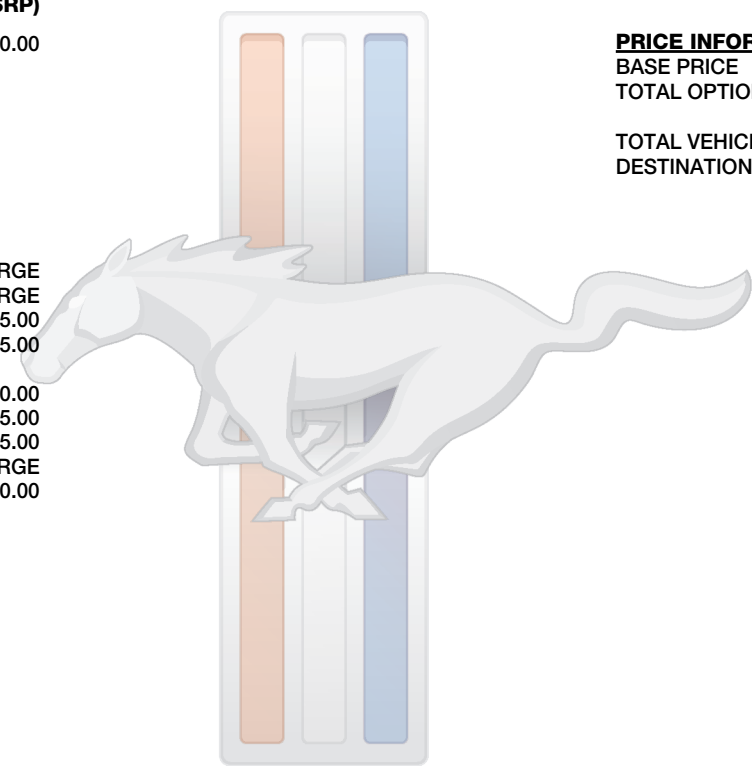 SRP)
0.00
RGE
RGE
5.00
5.00
0.00
5.00
5.00
RGE
0.00
PRICE INFOR
BASE PRICE
TOTAL OPTIO
TOTAL VEHIC
DESTINATION